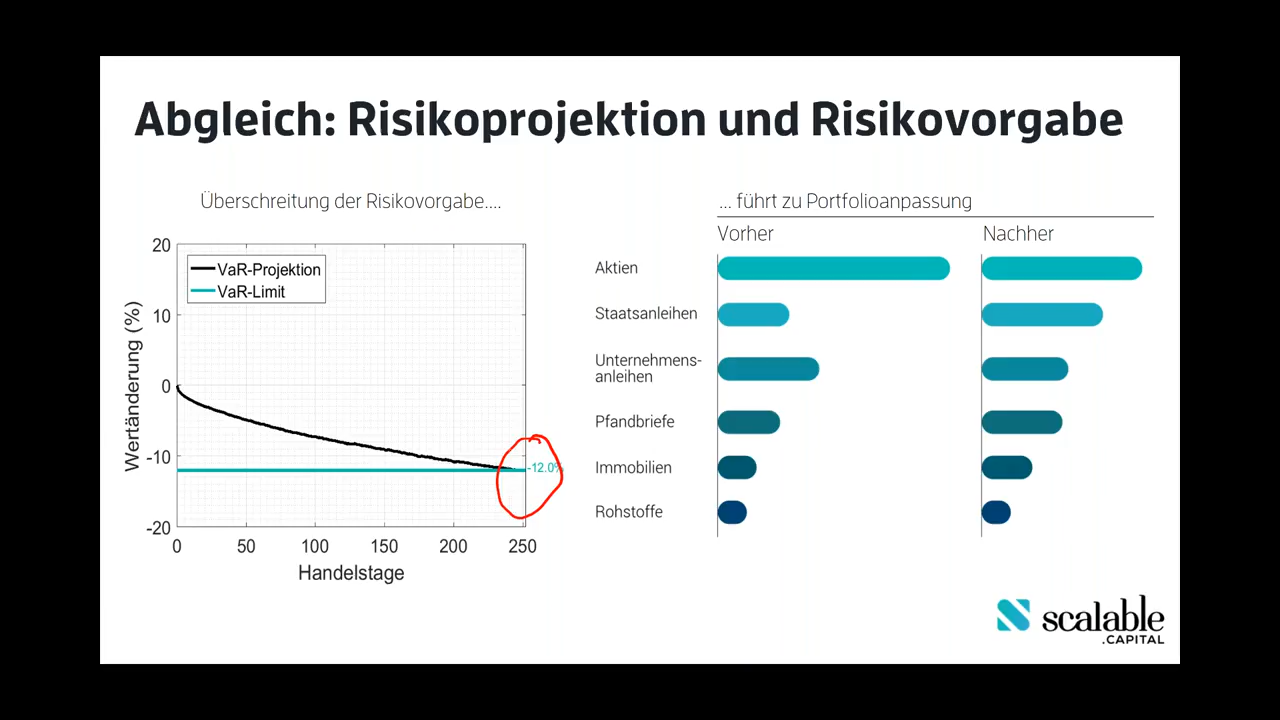 Abgleich: Risikoprojektion und Risikovorgabe
Überschreitung der Risikovorgabe....
... führt zu Portfolioanpassung
Vorher
Nachher
20
10
0
-10
-20
Wertänderung (%)
VaR-Projektion
VaR-Limit
-12.0%
0
50
100
150
200
250
Handelstage
Aktien
Staatsanleihen
Unternehmens-
anleihen
Pfandbriefe
Immobilien
Rohstoffe
scalable
.CAPITAL